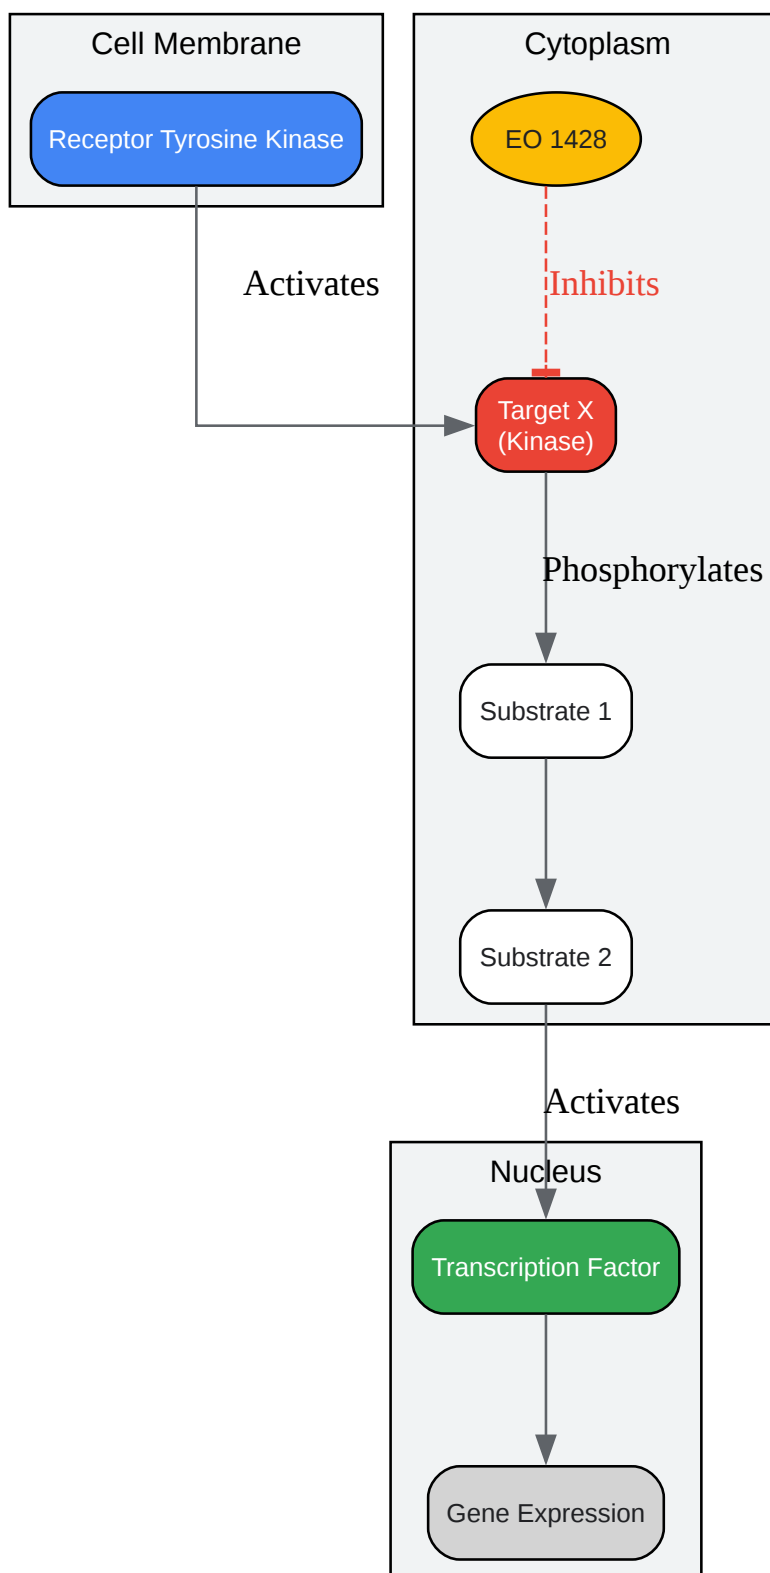 Cell Membrane
Cytoplasm
Receptor Tyrosine Kinase
EO 1428
Activates
Inhibits
Target X
(Kinase)
Phosphorylates
Substrate 1
Substrate 2
Activates
Nucleus
Transcription Factor
Gene Expression